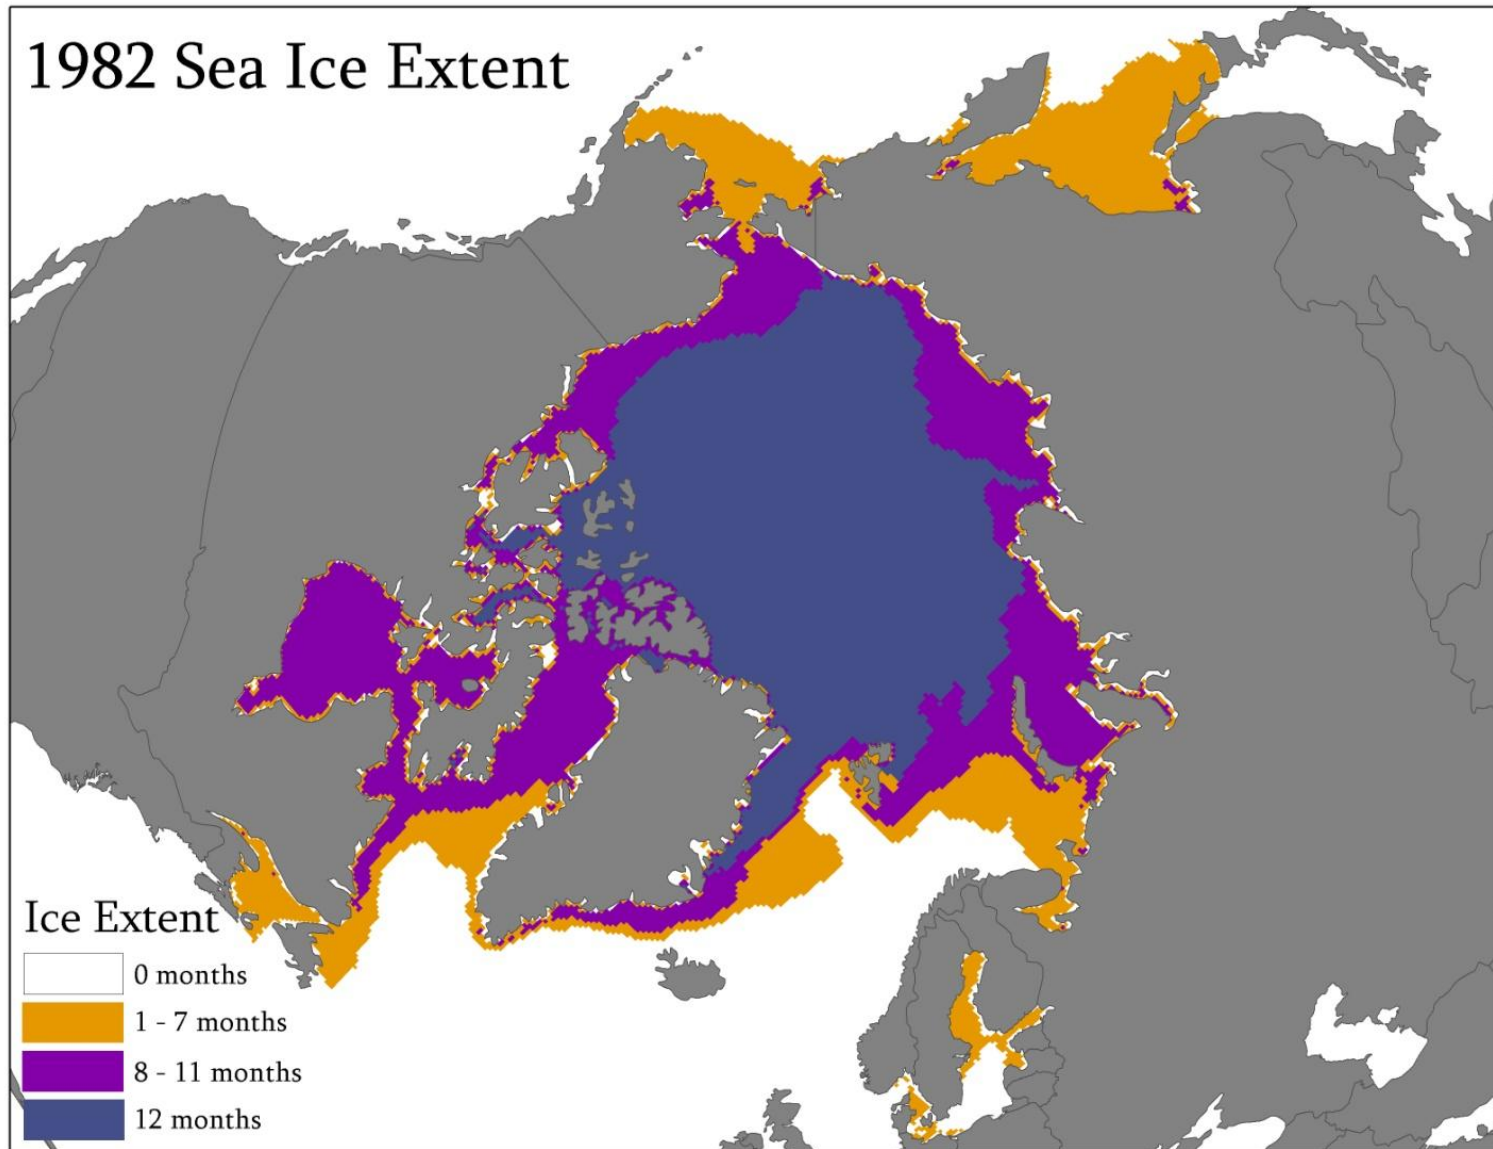 1982 Sea Ice Extent
Ice Extent
0 months
1 - 7 months
8 - 11 months
12 months